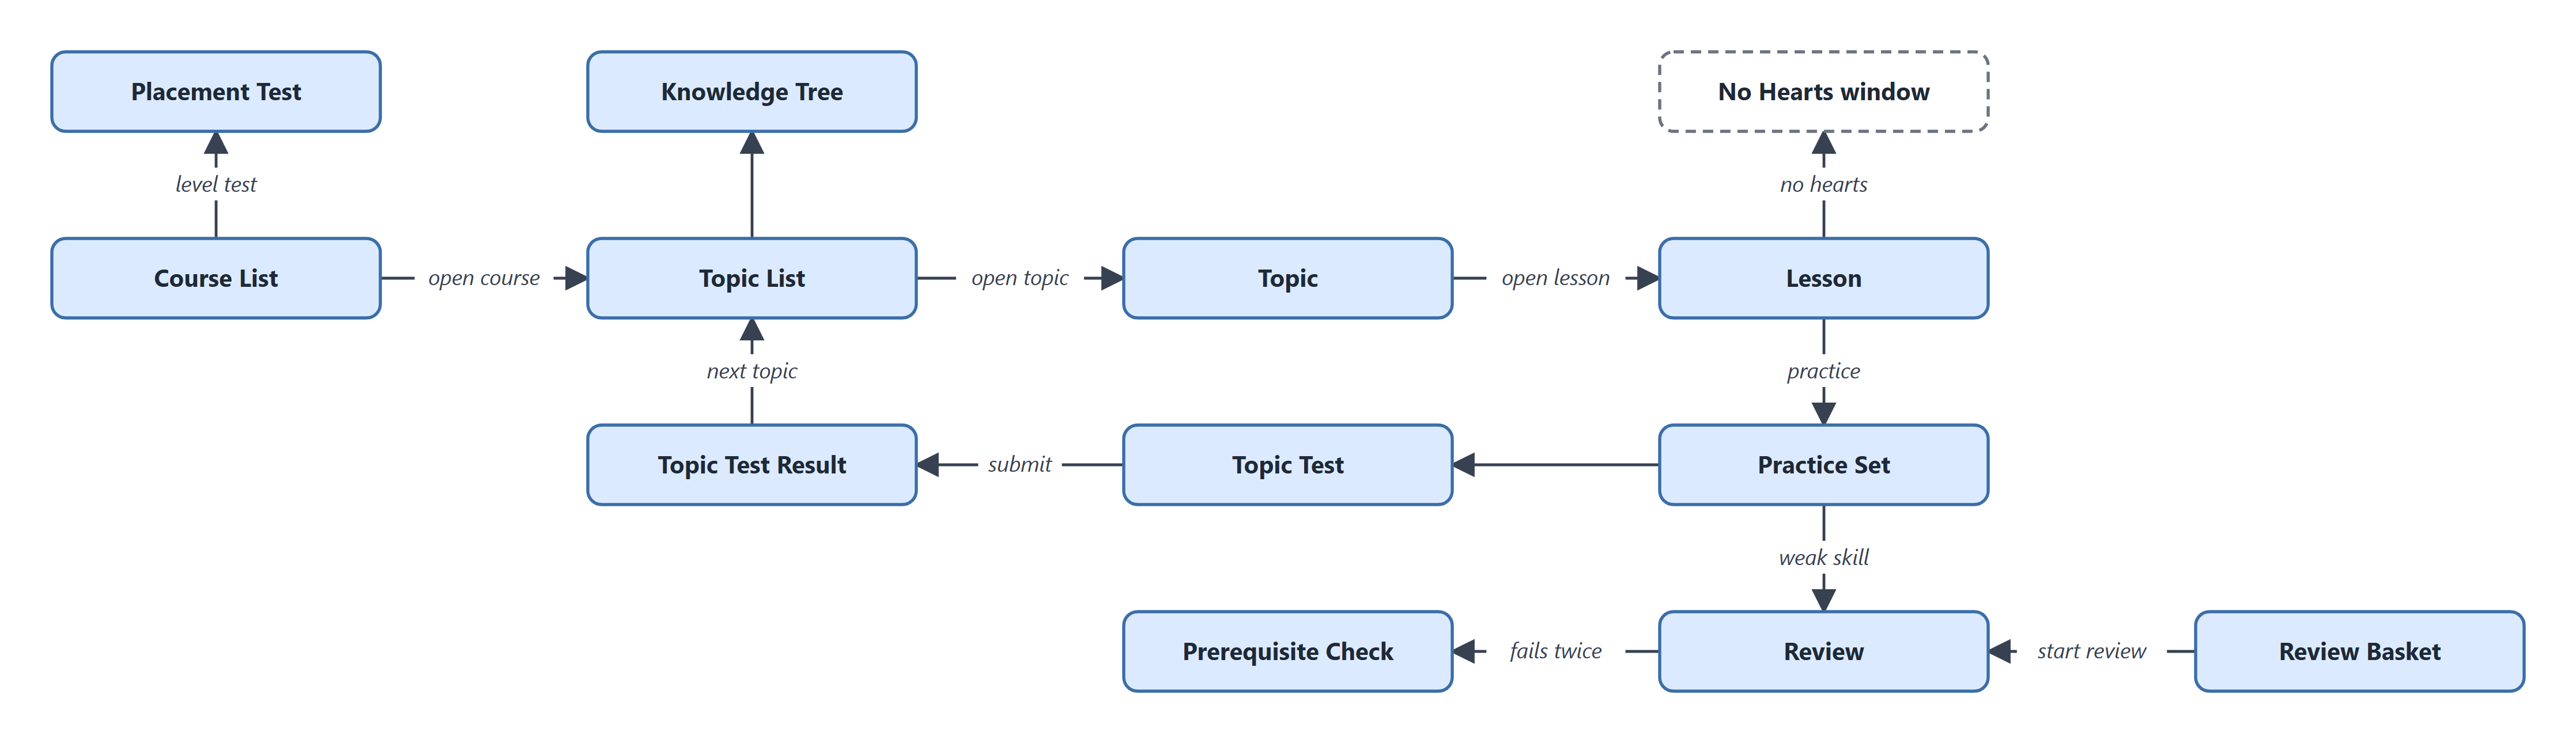 Placement Test
Knowledge Tree
No Hearts window
level test
no hearts
Course List
open course
Topic List
open topic
Topic
open lesson
Lesson
next topic
practice
Topic Test Result
submit
Topic Test
Practice Set
weak skill
Prerequisite Check
fails twice
Review
start review
Review Basket